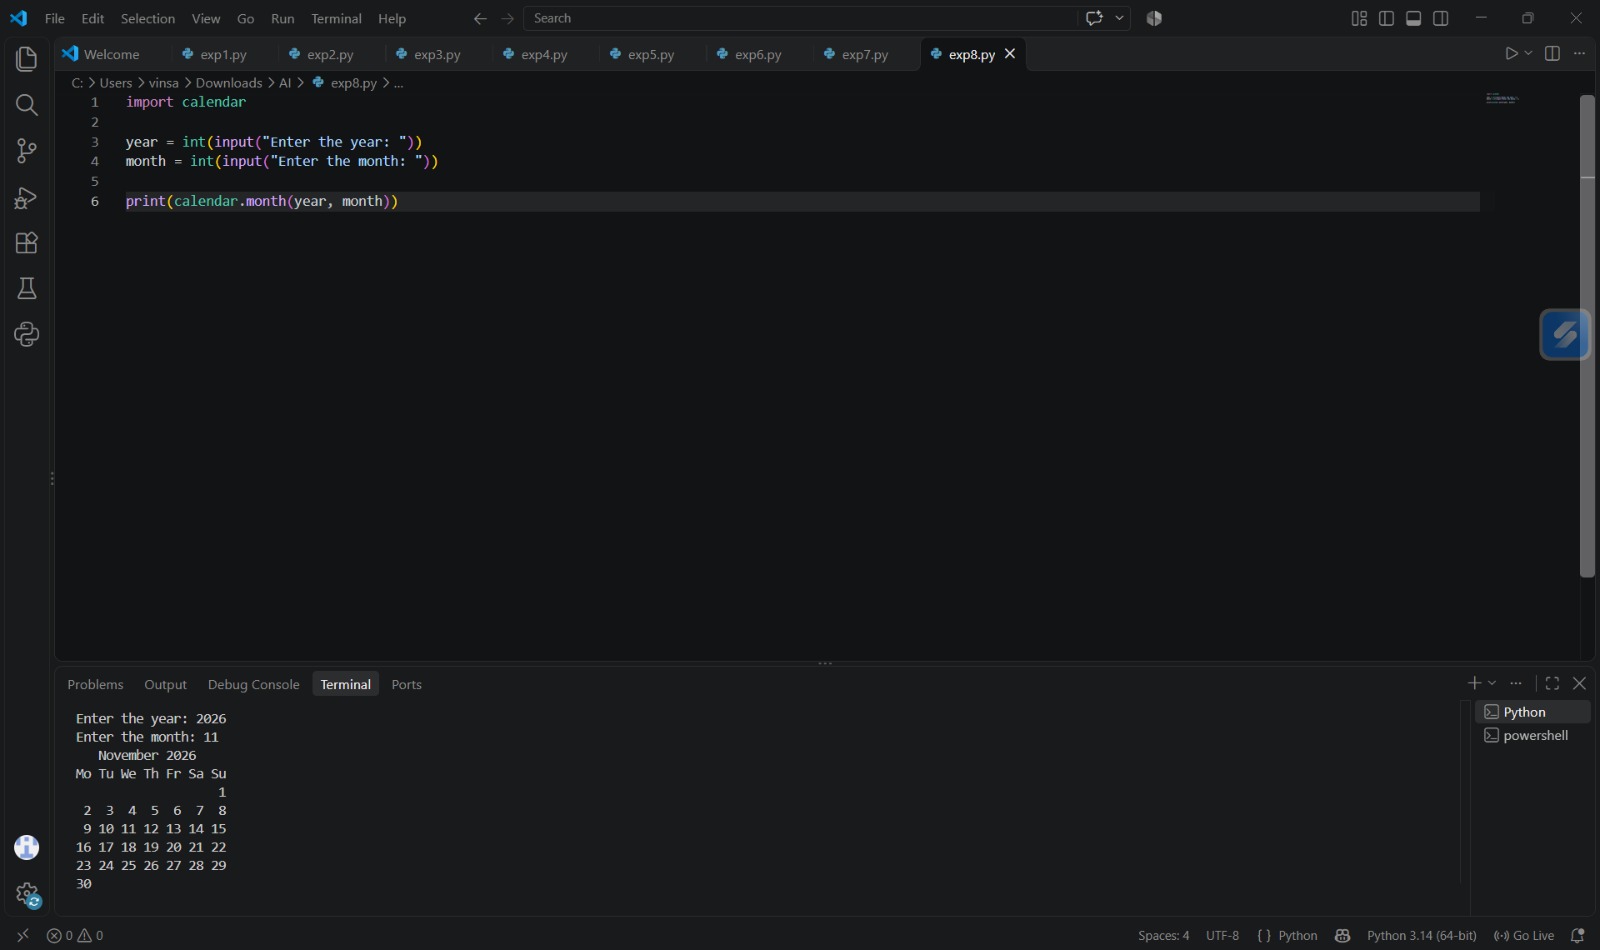 File Edit Selection View Go Run Terminal Help Search
Welcome exp1.py exp2.py exp3.py exp4.py exp5.py exp6.py exp7.py exp8.py
C: > Users > vinsa > Downloads > AI > exp8.py > ...
1 import calendar
2
3 year = int(input("Enter the year: "))
4 month = int(input("Enter the month: "))
5
6 print(calendar.month(year, month))
Problems Output Debug Console Terminal Ports
Enter the year: 2026
Enter the month: 11
   November 2026
Mo Tu We Th Fr Sa Su
                   1
 2  3  4  5  6  7  8
 9 10 11 12 13 14 15
16 17 18 19 20 21 22
23 24 25 26 27 28 29
30
Python
powershell
0 0 Spaces: 4 UTF-8 { } Python Python 3.14 (64-bit) Go Live